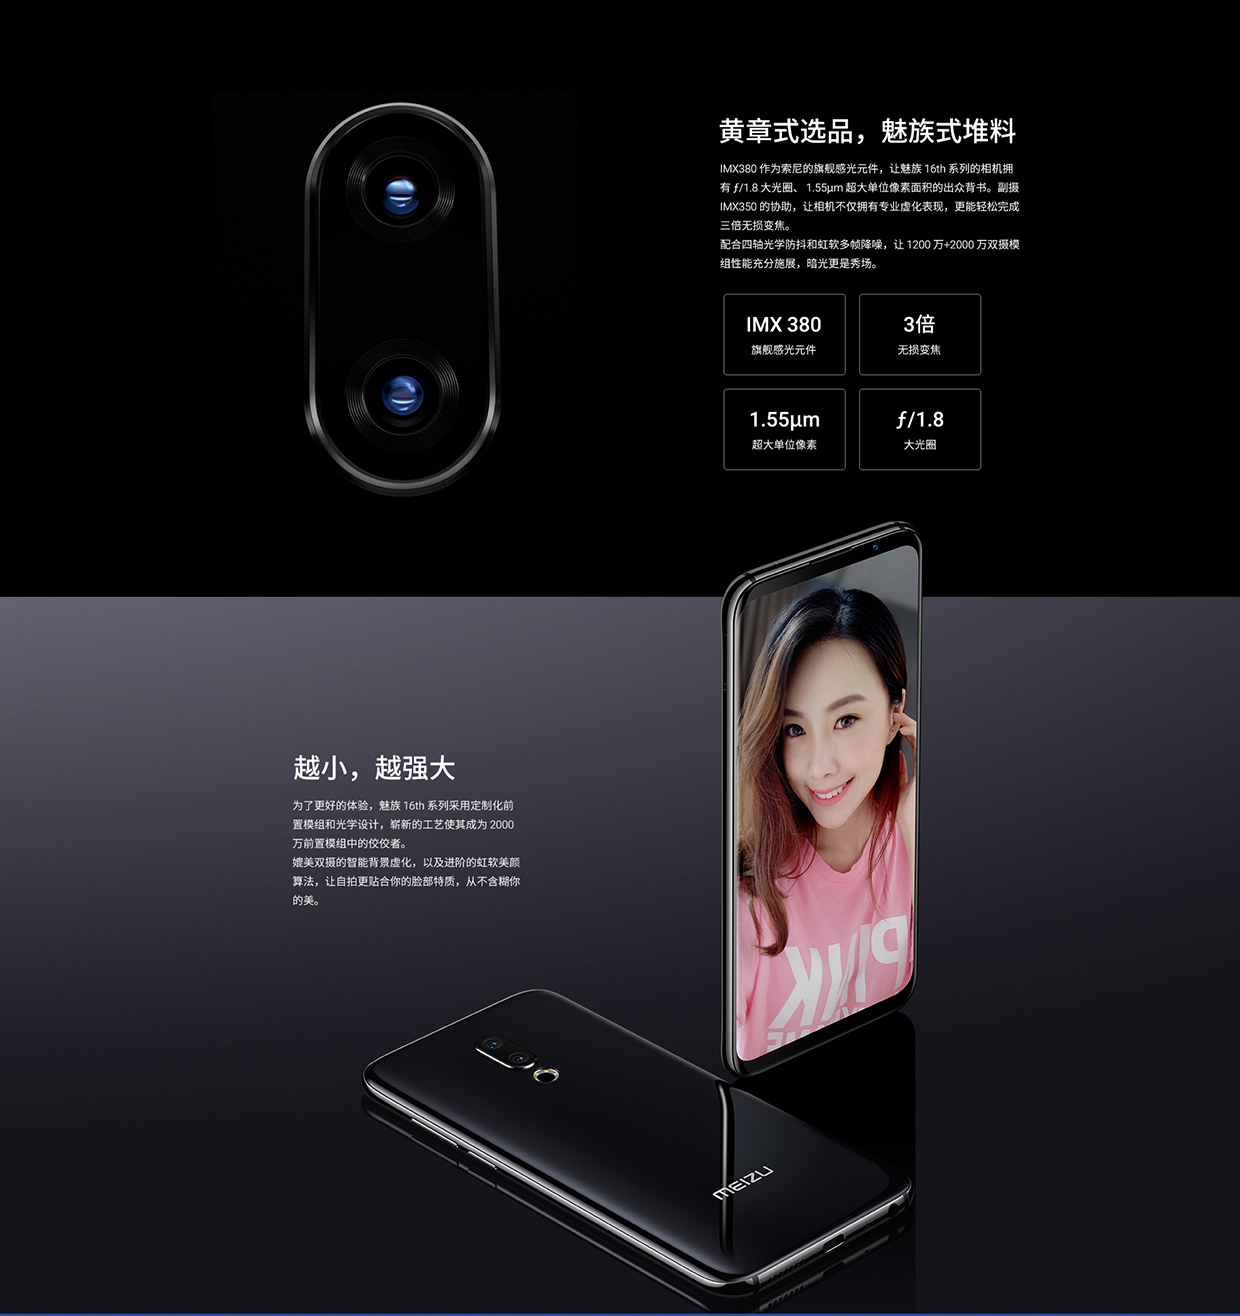 黄章式选品，魅族式堆料
IMX380 作为索尼的旗舰感光元件，让魅族 16th 系列的相机拥
有 ƒ/1.8 大光圈、 1.55μm 超大单位像素面积的出众背书。副摄
IMX350 的协助，让相机不仅拥有专业虚化表现，更能轻松完成
三倍无损变焦。
配合四轴光学防抖和虹软多帧降噪，让 1200 万+2000 万双摄模
组性能充分施展，暗光更是秀场。
IMX 380
旗舰感光元件
3倍
无损变焦
1.55μm
超大单位像素
ƒ/1.8
大光圈
越小，越强大
为了更好的体验，魅族 16th 系列采用定制化前
置模组和光学设计，崭新的工艺使其成为 2000
万前置模组中的佼佼者。
媲美双摄的智能背景虚化，以及进阶的虹软美颜
算法，让自拍更贴合你的脸部特质，从不含糊你
的美。
PINK
MEIZU